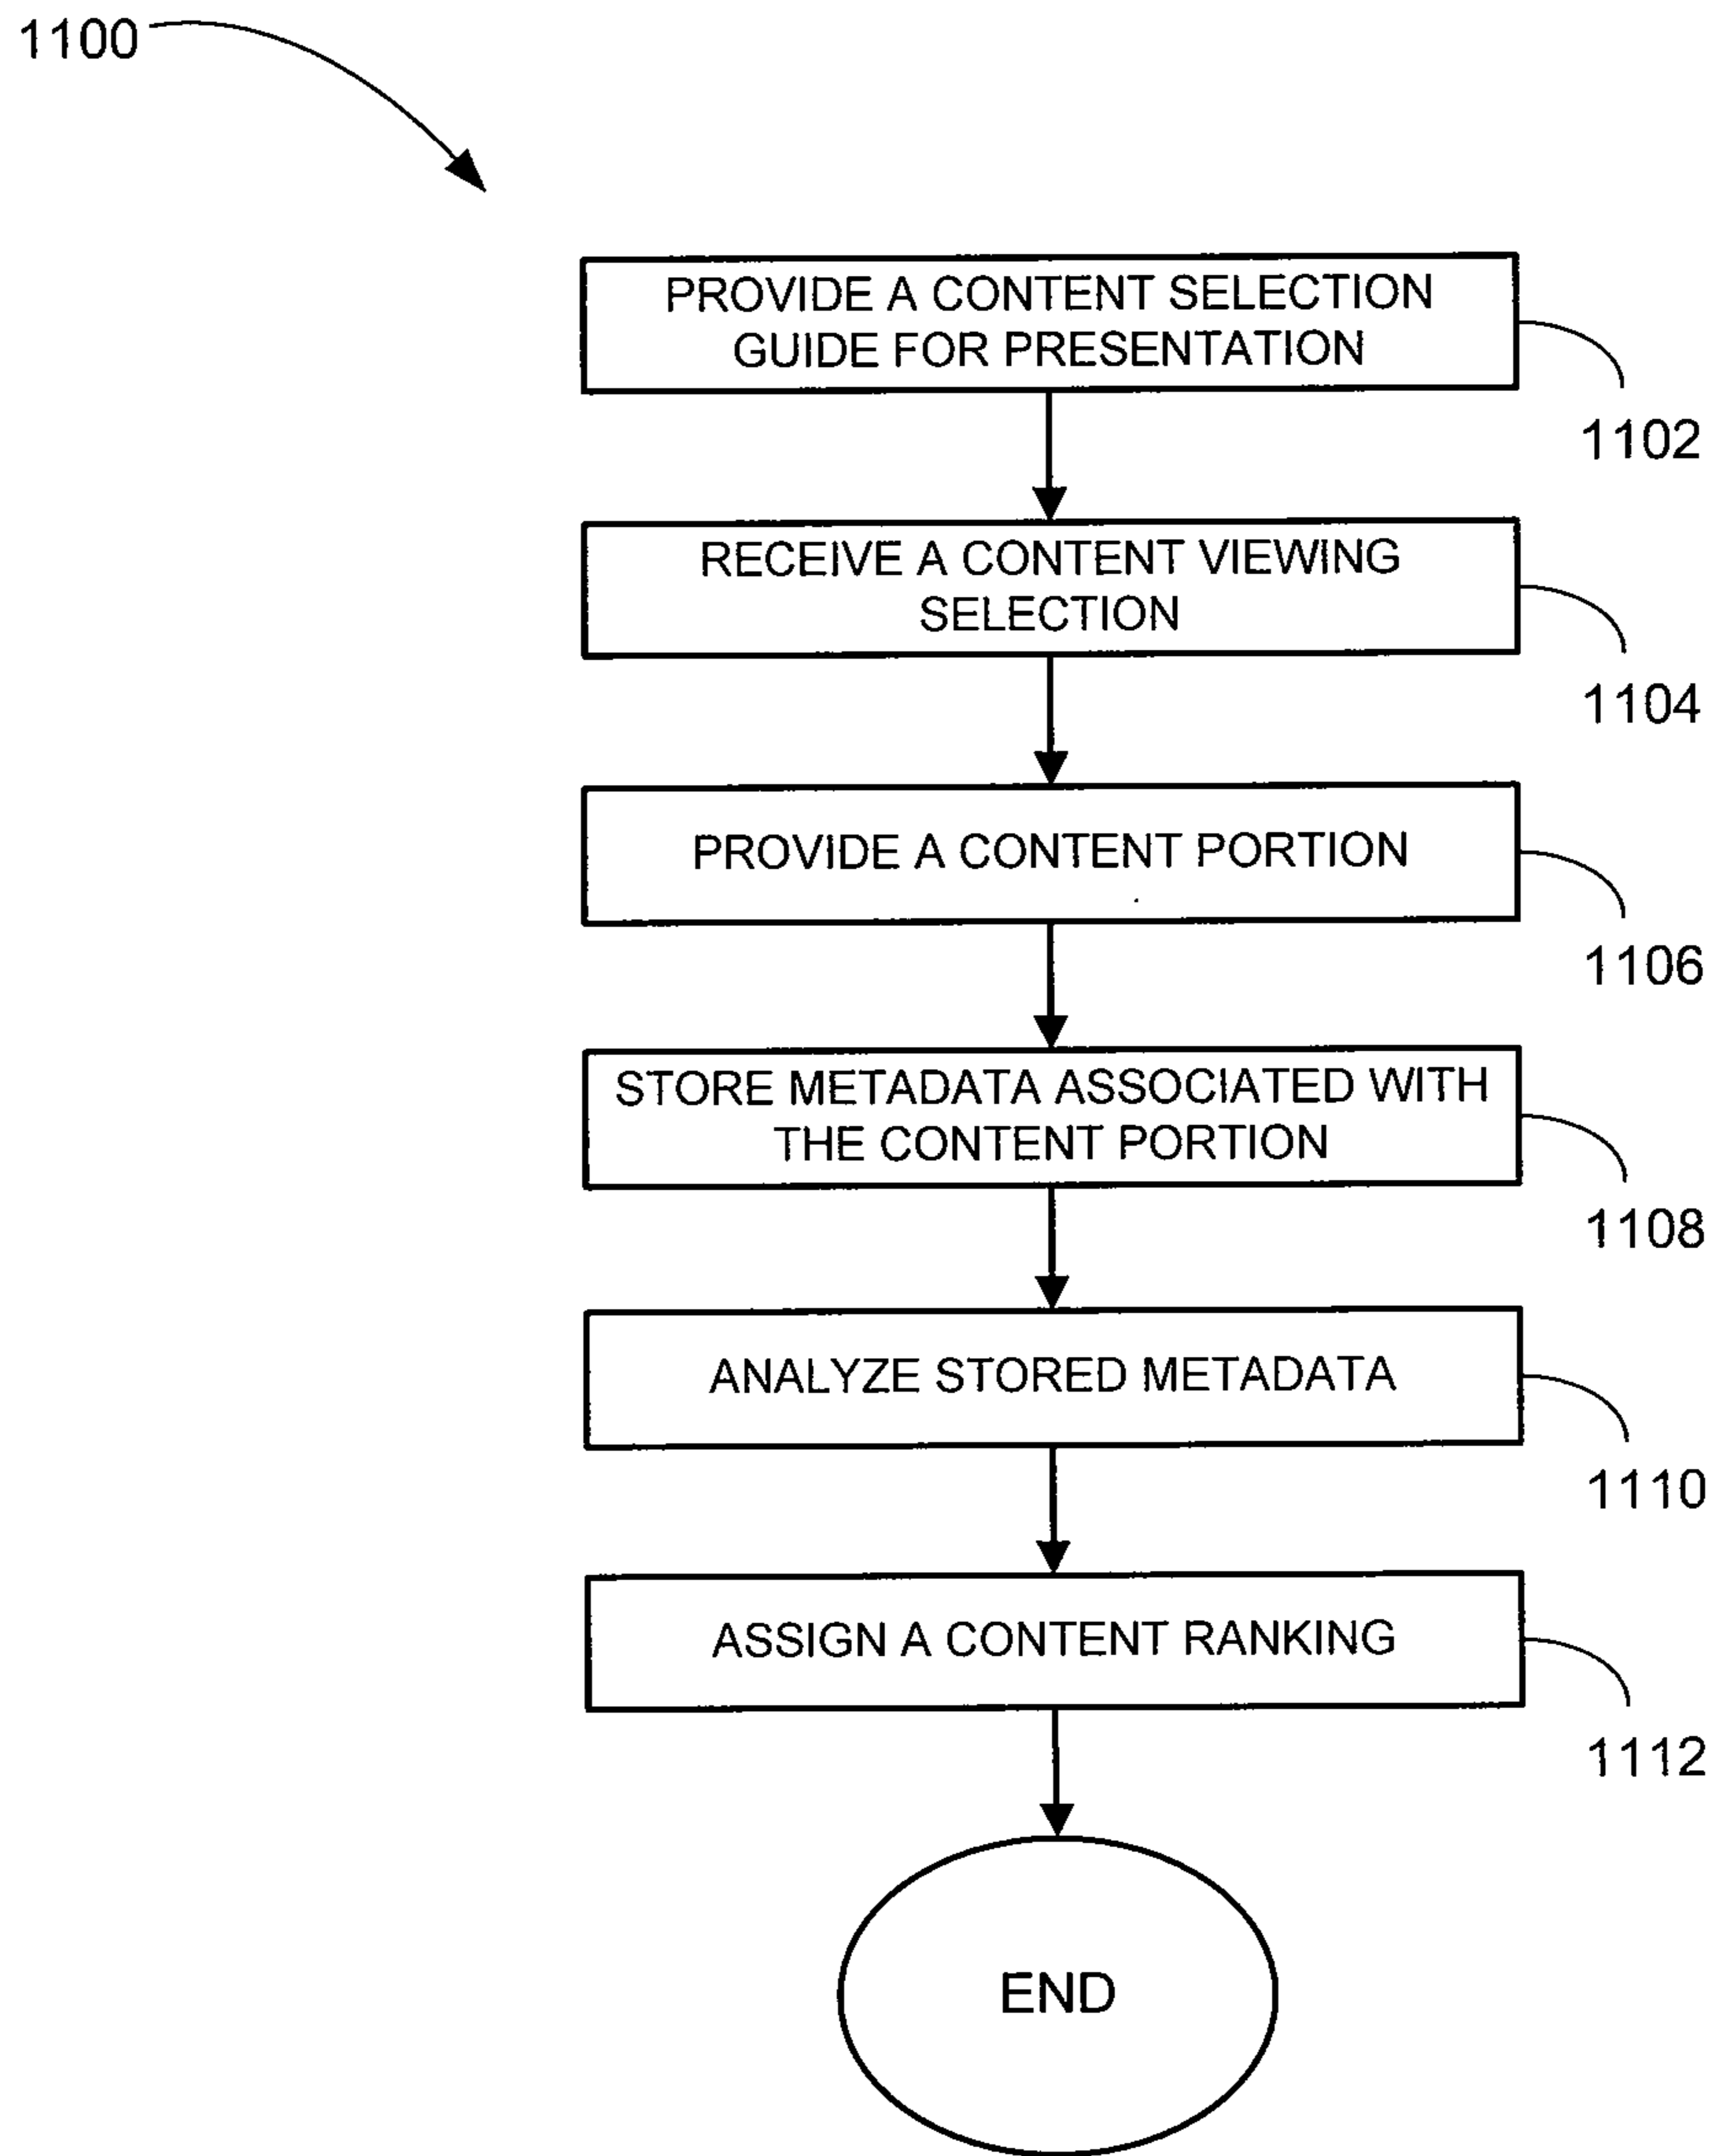 1100
PROVIDE A CONTENT SELECTION
GUIDE FOR PRESENTATION
1102
RECEIVE A CONTENT VIEWING
SELECTION
1104
PROVIDE A CONTENT PORTION
1106
STORE METADATA ASSOCIATED WITH
THE CONTENT PORTION
1108
ANALYZE STORED METADATA
1110
ASSIGN A CONTENT RANKING
1112
END